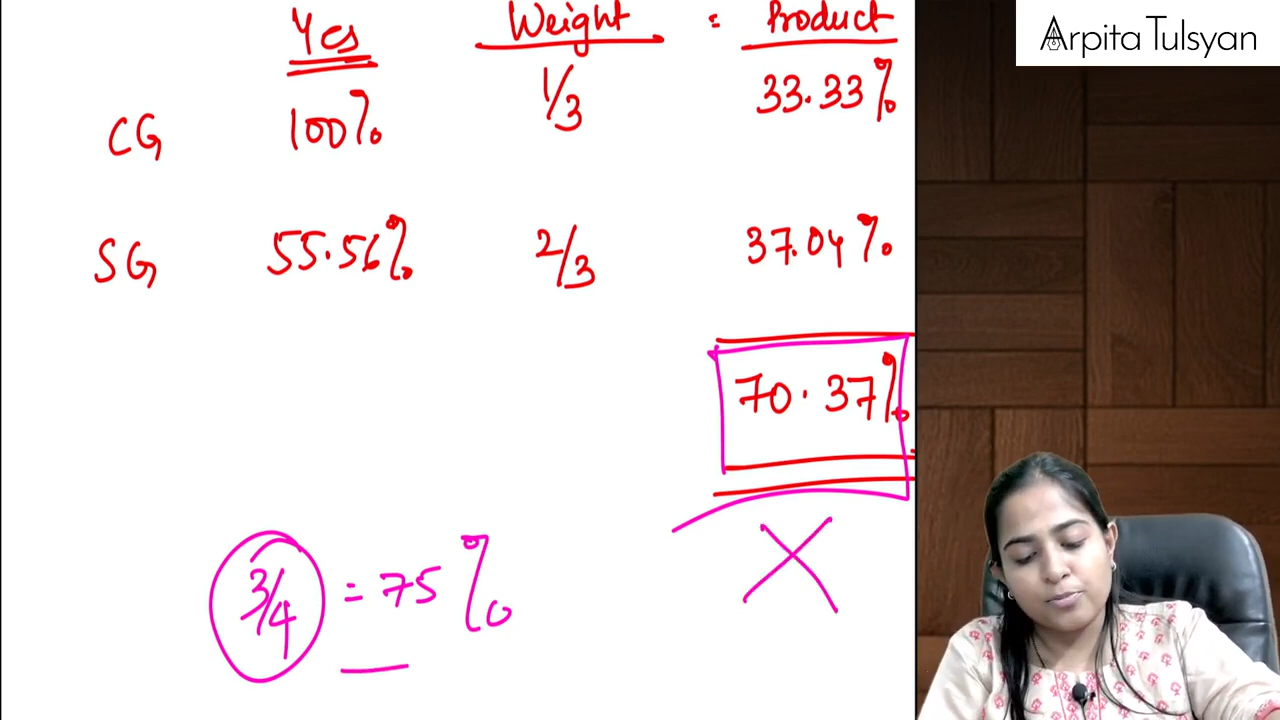 Arpita Tulsyan
Yes Weight = Product
CG 100% 1/3 33.33%
SG 55.56% 2/3 37.04%
70.37%
3/4 = 75%
X